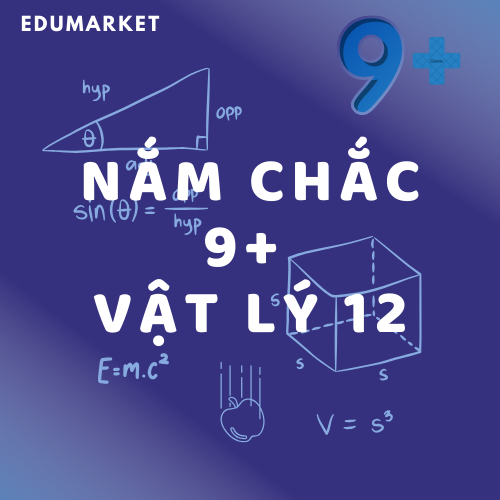 EDUMARKET
9+
hyp
opp
θ
NẮM CHẮC
sin(θ) = opp
hyp
9+
s
VẬT LÝ 12
E=m.c²
s
s
V = s³